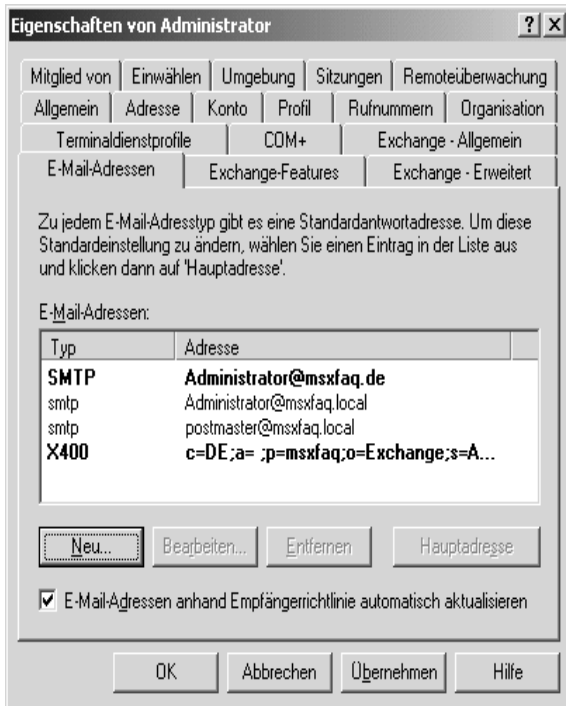 Eigenschaften von Administrator ? X
Mitglied von Einwählen Umgebung Sitzungen Remoteüberwachung
Allgemein Adresse Konto Profil Rufnummern Organisation
Terminaldienstprofile COM+ Exchange - Allgemein
E-Mail-Adressen Exchange-Features Exchange - Erweitert
Zu jedem E-Mail-Adresstyp gibt es eine Standardantwortadresse. Um diese
Standardeinstellung zu ändern, wählen Sie einen Eintrag in der Liste aus
und klicken dann auf 'Hauptadresse'.
E-Mail-Adressen:
Typ Adresse
SMTP Administrator@msxfaq.de
smtp Administrator@msxfaq.local
smtp postmaster@msxfaq.local
X400 c=DE;a= ;p=msxfaq;o=Exchange;s=A...
Neu... Bearbeiten... Entfernen Hauptadresse
E-Mail-Adressen anhand Empfängerrichtlinie automatisch aktualisieren
OK Abbrechen Übernehmen Hilfe